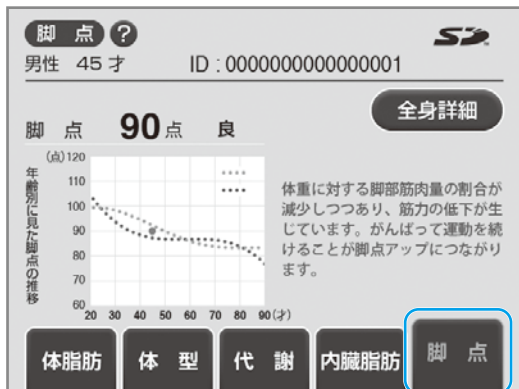 脚 点 ?
SD
男性 45才 ID : 0000000000000001
脚 点 90点 良
全身詳細
(点)
120
110
100
90
80
70
60
年齢別に見た脚点の推移
20 30 40 50 60 70 80 90(才)
体重に対する脚部筋肉量の割合が
減少しつつあり、筋力の低下が生
じています。がんばって運動を続
けることが脚点アップにつながり
ます。
体脂肪 体 型 代 謝 内臓脂肪 脚 点